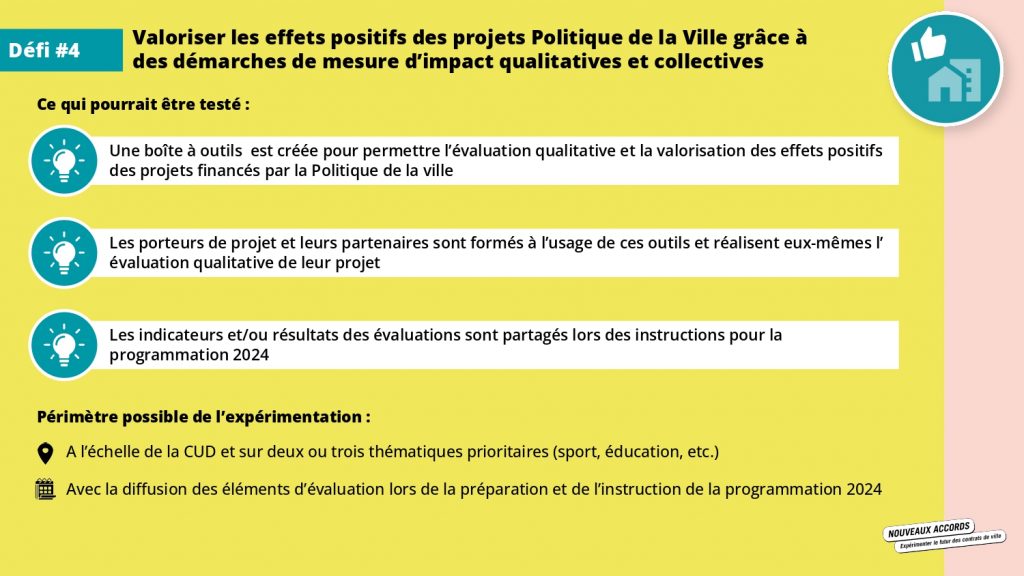 Défi #4
Valoriser les effets positifs des projets Politique de la Ville grâce à
des démarches de mesure d’impact qualitatives et collectives
Ce qui pourrait être testé :
Une boîte à outils  est créée pour permettre l’évaluation qualitative et la valorisation des effets positifs
des projets financés par la Politique de la ville
Les porteurs de projet et leurs partenaires sont formés à l’usage de ces outils et réalisent eux-mêmes l’
évaluation qualitative de leur projet
Les indicateurs et/ou résultats des évaluations sont partagés lors des instructions pour la
programmation 2024
Périmètre possible de l’expérimentation :
A l’échelle de la CUD et sur deux ou trois thématiques prioritaires (sport, éducation, etc.)
Avec la diffusion des éléments d’évaluation lors de la préparation et de l’instruction de la programmation 2024
NOUVEAUX ACCORDS
Expérimenter le futur des contrats de ville